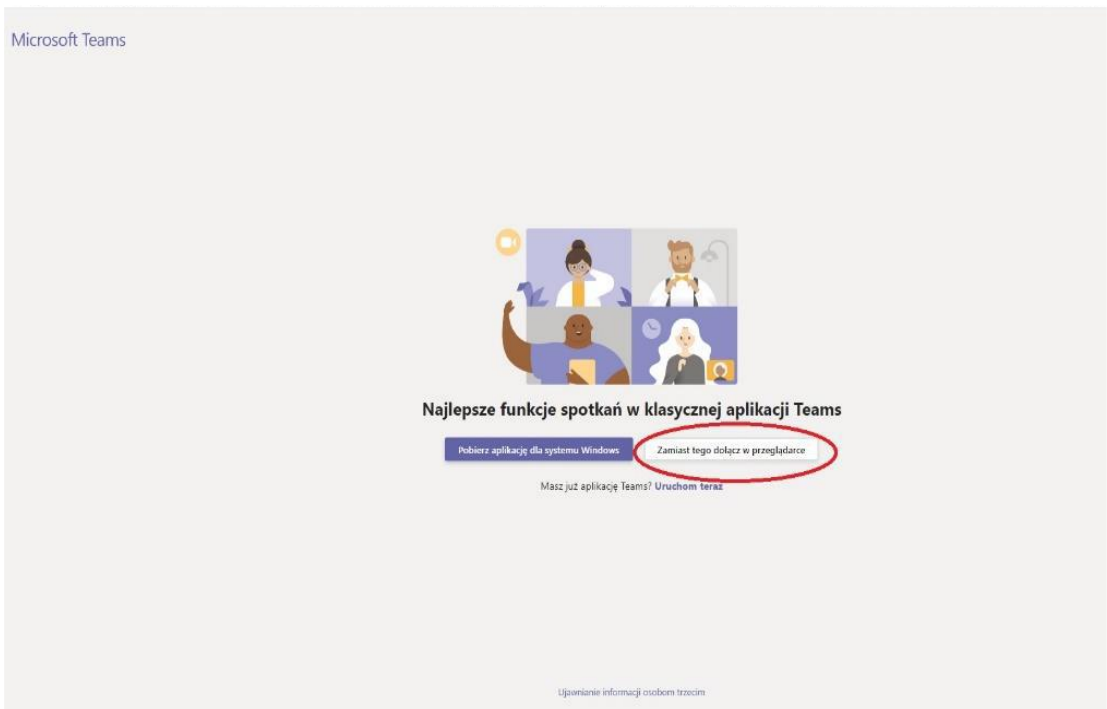 Microsoft Teams
Najlepsze funkcje spotkań w klasycznej aplikacji Teams
Pobierz aplikację dla systemu Windows
Zamiast tego dołącz w przeglądarce
Masz już aplikację Teams? Uruchom teraz
Ujawnianie informacji osobom trzecim